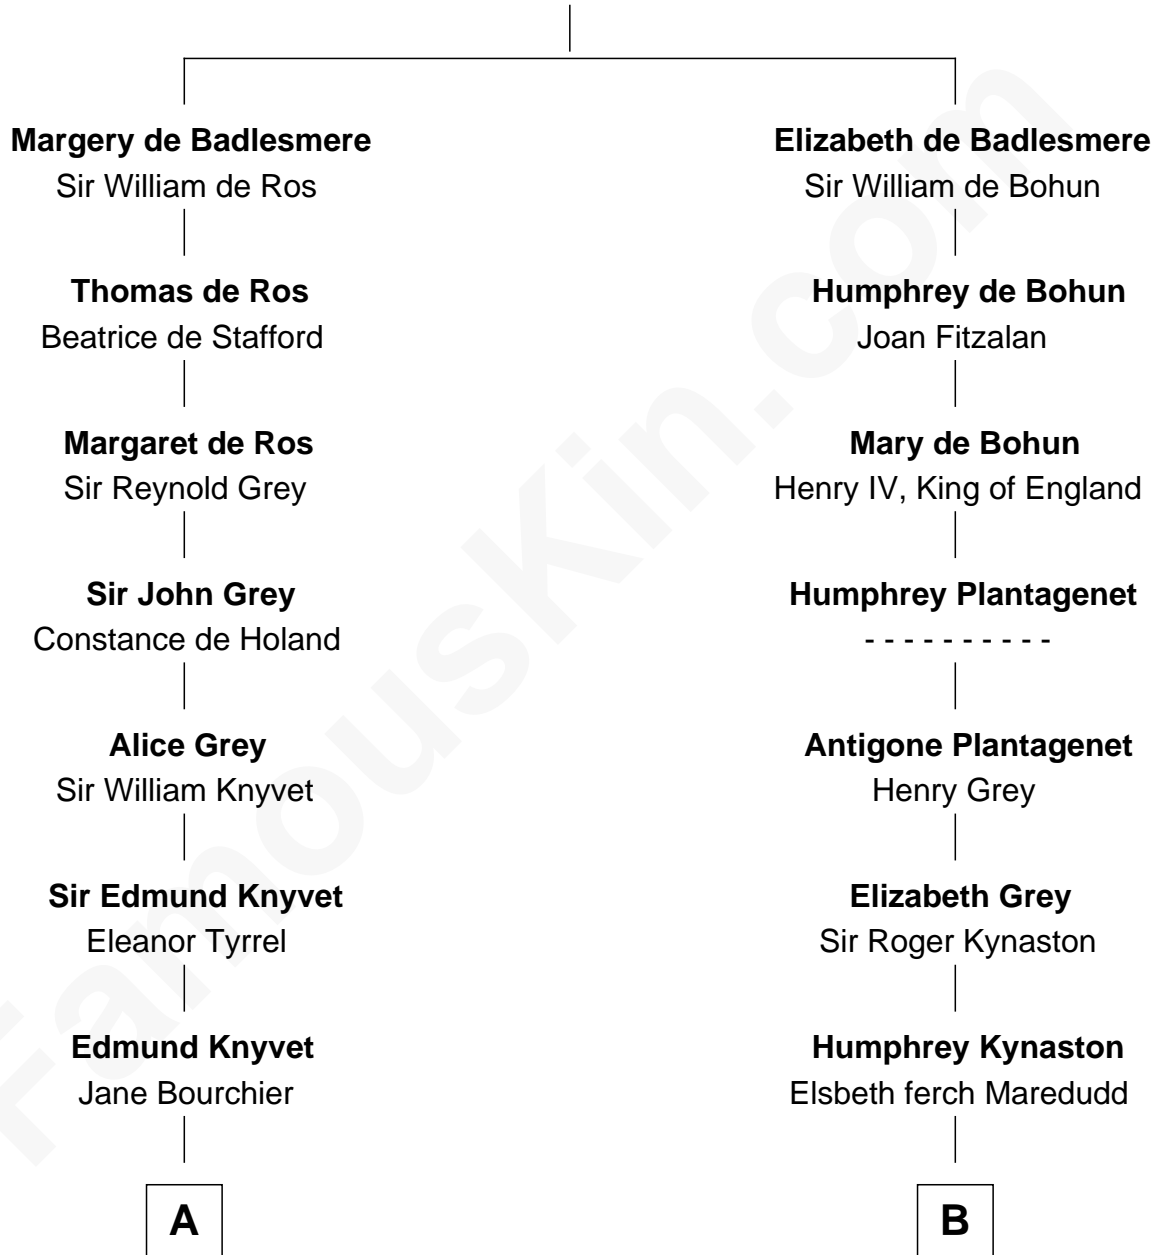 Margery de Badlesmere
Sir William de Ros
Thomas de Ros
Beatrice de Stafford
Margaret de Ros
Sir Reynold Grey
Sir John Grey
Constance de Holand
Alice Grey
Sir William Knyvet
Sir Edmund Knyvet
Eleanor Tyrrel
Edmund Knyvet
Jane Bourchier
A
Elizabeth de Badlesmere
Sir William de Bohun
Humphrey de Bohun
Joan Fitzalan
Mary de Bohun
Henry IV, King of England
Humphrey Plantagenet
- - - - - - - - - -
Antigone Plantagenet
Henry Grey
Elizabeth Grey
Sir Roger Kynaston
Humphrey Kynaston
Elsbeth ferch Maredudd
B
FamousKin.com